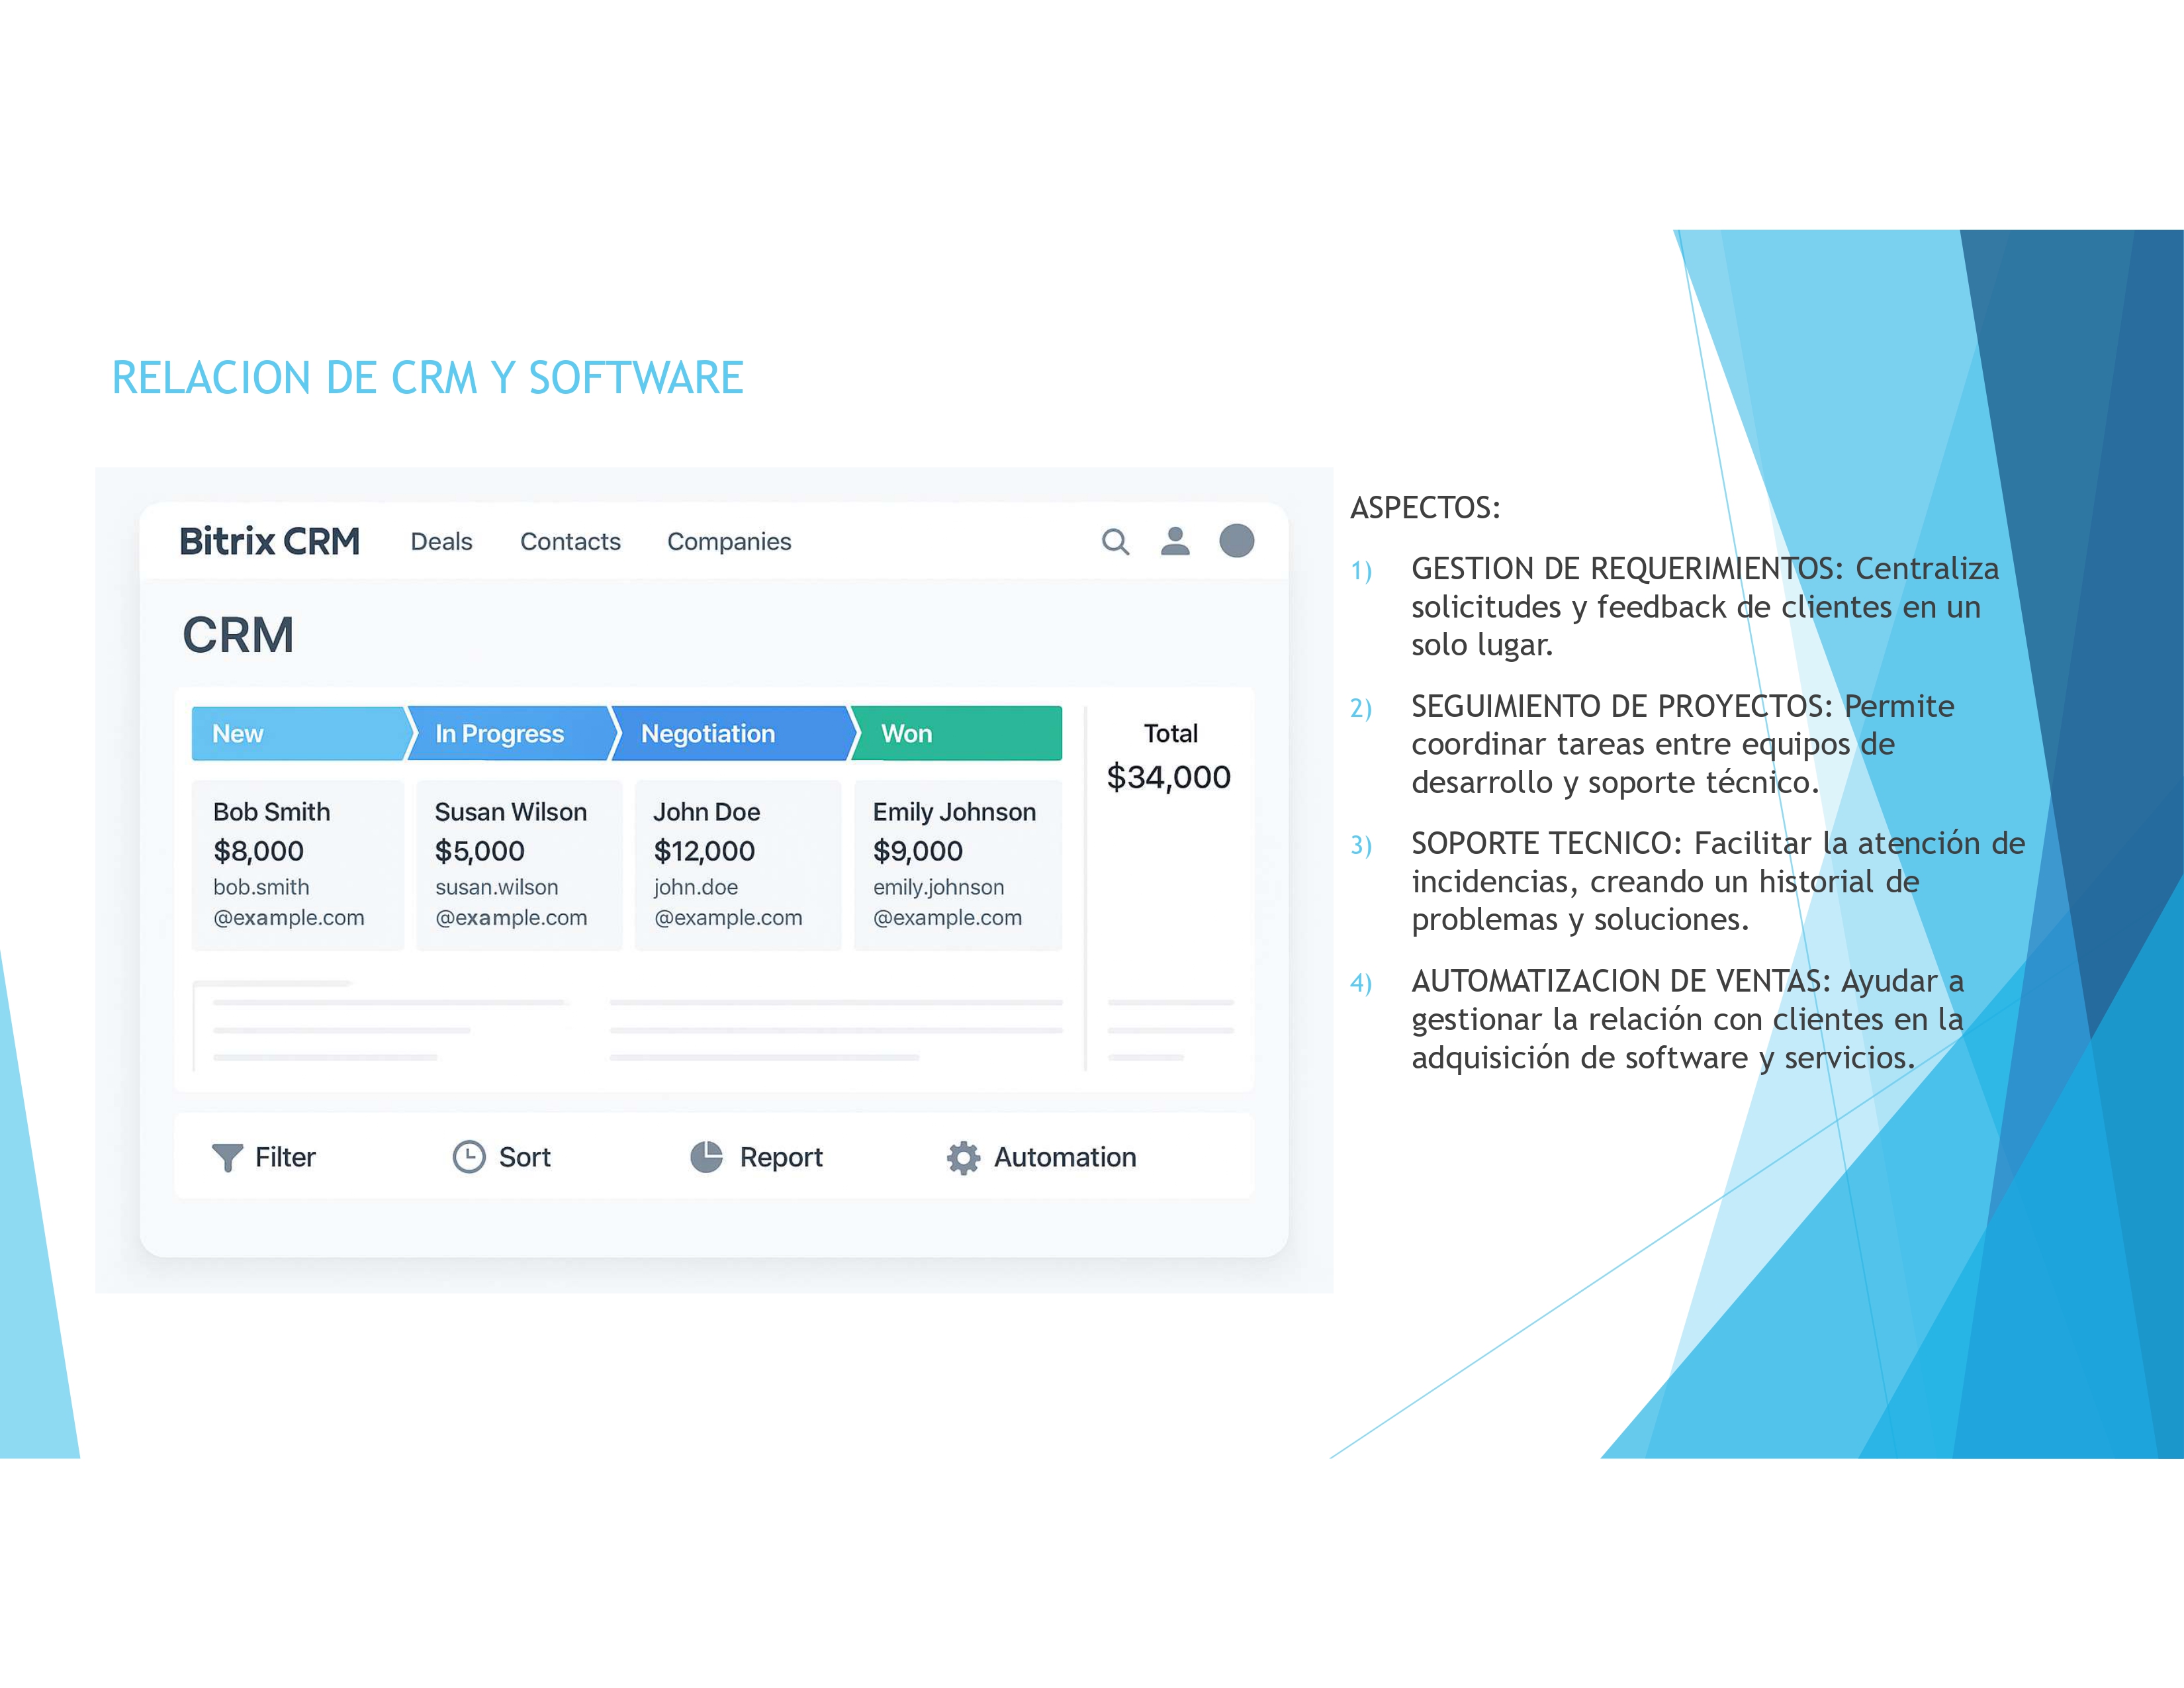 RELACION DE CRM Y SOFTWARE
Bitrix CRM Deals Contacts Companies
CRM
New In Progress Negotiation Won Total
$34,000
Bob Smith
$8,000
bob.smith
@example.com
Susan Wilson
$5,000
susan.wilson
@example.com
John Doe
$12,000
john.doe
@example.com
Emily Johnson
$9,000
emily.johnson
@example.com
Filter Sort Report Automation
ASPECTOS:
1) GESTION DE REQUERIMIENTOS: Centraliza
solicitudes y feedback de clientes en un
solo lugar.
2) SEGUIMIENTO DE PROYECTOS: Permite
coordinar tareas entre equipos de
desarrollo y soporte técnico.
3) SOPORTE TECNICO: Facilitar la atención de
incidencias, creando un historial de
problemas y soluciones.
4) AUTOMATIZACION DE VENTAS: Ayudar a
gestionar la relación con clientes en la
adquisición de software y servicios.